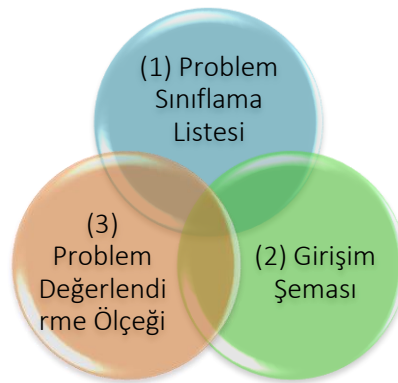 (1) Problem
Sınıflama
Listesi
(3)
Problem
Değerlendi
rme Ölçeği
(2) Girişim
Şeması